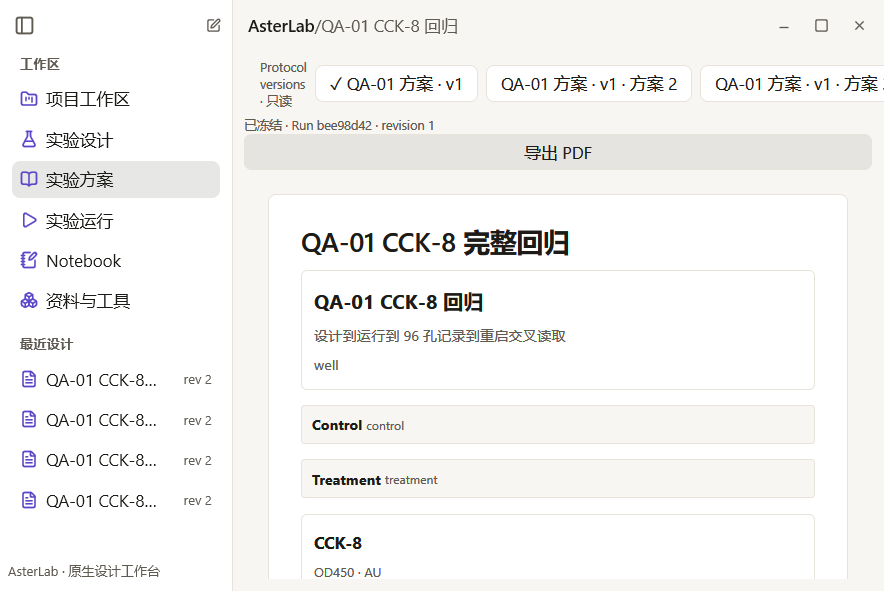 AsterLab/QA-01 CCK-8 回归
工作区
项目工作区
实验设计
实验方案
实验运行
Notebook
资料与工具
最近设计
QA-01 CCK-8... rev 2
QA-01 CCK-8... rev 2
QA-01 CCK-8... rev 2
QA-01 CCK-8... rev 2
AsterLab · 原生设计工作台
Protocol
versions
· 只读
✓ QA-01 方案 · v1
QA-01 方案 · v1 · 方案 2
QA-01 方案 · v1 · 方案
已冻结 · Run bee98d42 · revision 1
导出 PDF
QA-01 CCK-8 完整回归
QA-01 CCK-8 回归
设计到运行到 96 孔记录到重启交叉读取
well
Control control
Treatment treatment
CCK-8
OD450 · AU